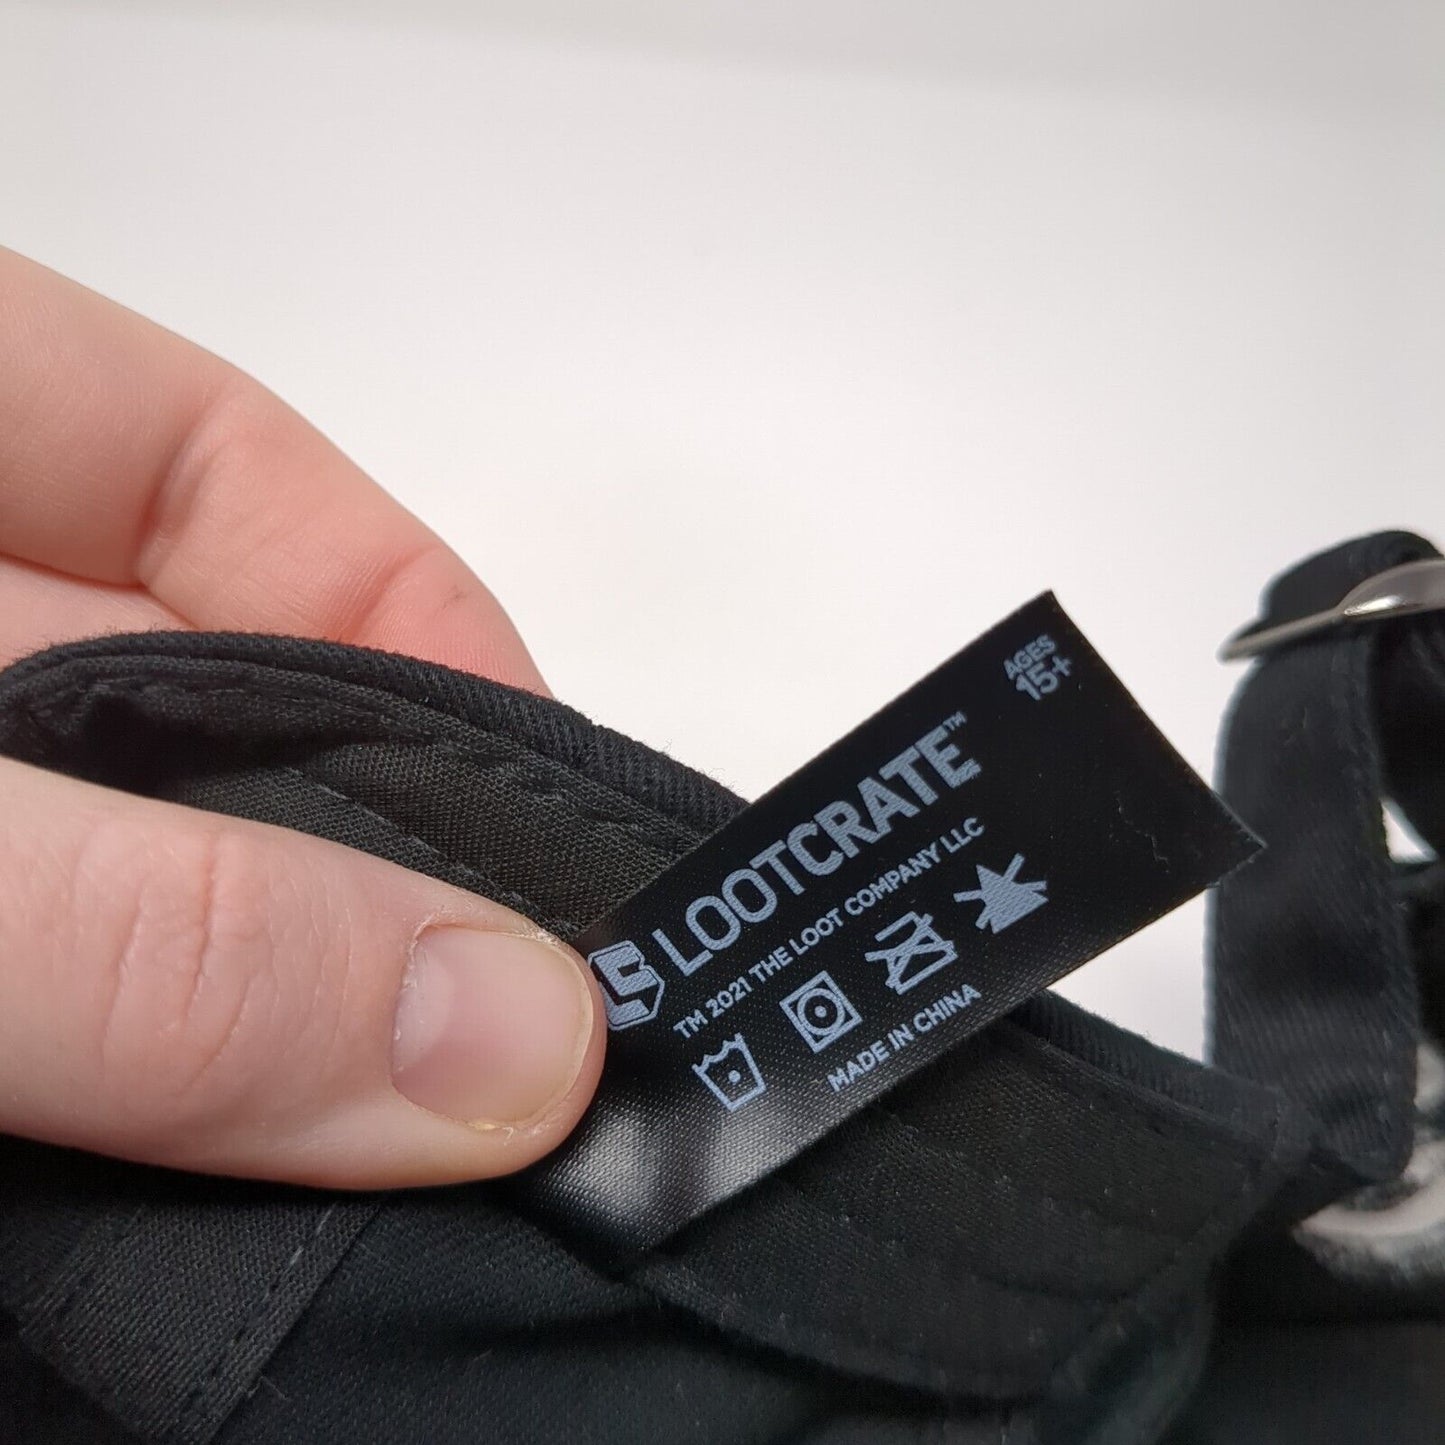 AGES
15+
LOOTCRATE™
TM 2021 THE LOOT COMPANY LLC
MADE IN CHINA